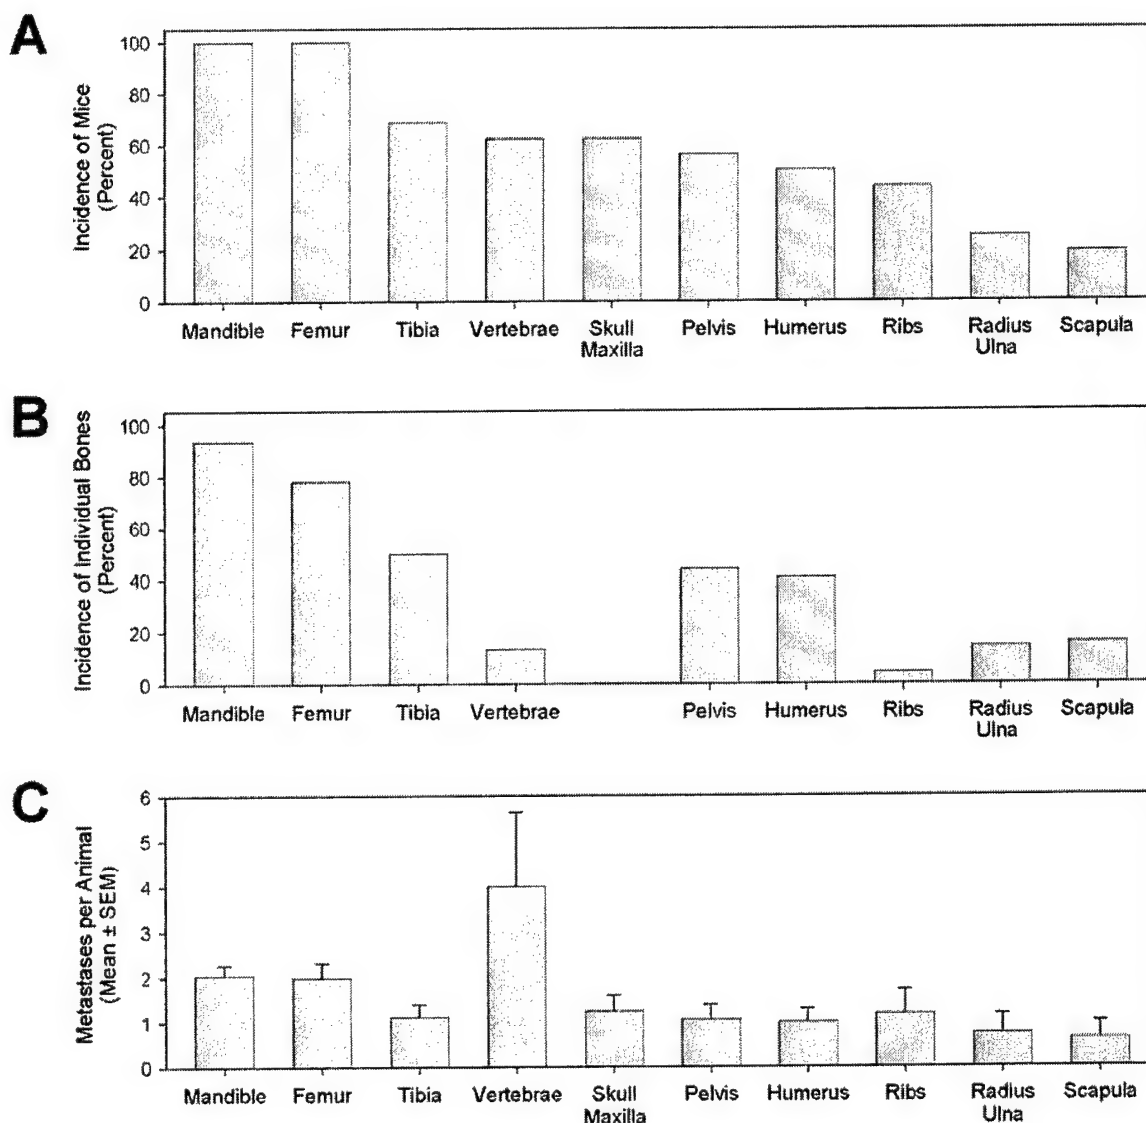 A
Incidence of Mice
(Percent)
100
80
60
40
20
0
Mandible Femur Tibia Vertebrae Skull Maxilla Pelvis Humerus Ribs Radius Ulna Scapula
B
Incidence of Individual Bones
(Percent)
100
80
60
40
20
0
Mandible Femur Tibia Vertebrae Pelvis Humerus Ribs Radius Ulna Scapula
C
Metastases per Animal
(Mean ± SEM)
6
5
4
3
2
1
0
Mandible Femur Tibia Vertebrae Skull Maxilla Pelvis Humerus Ribs Radius Ulna Scapula